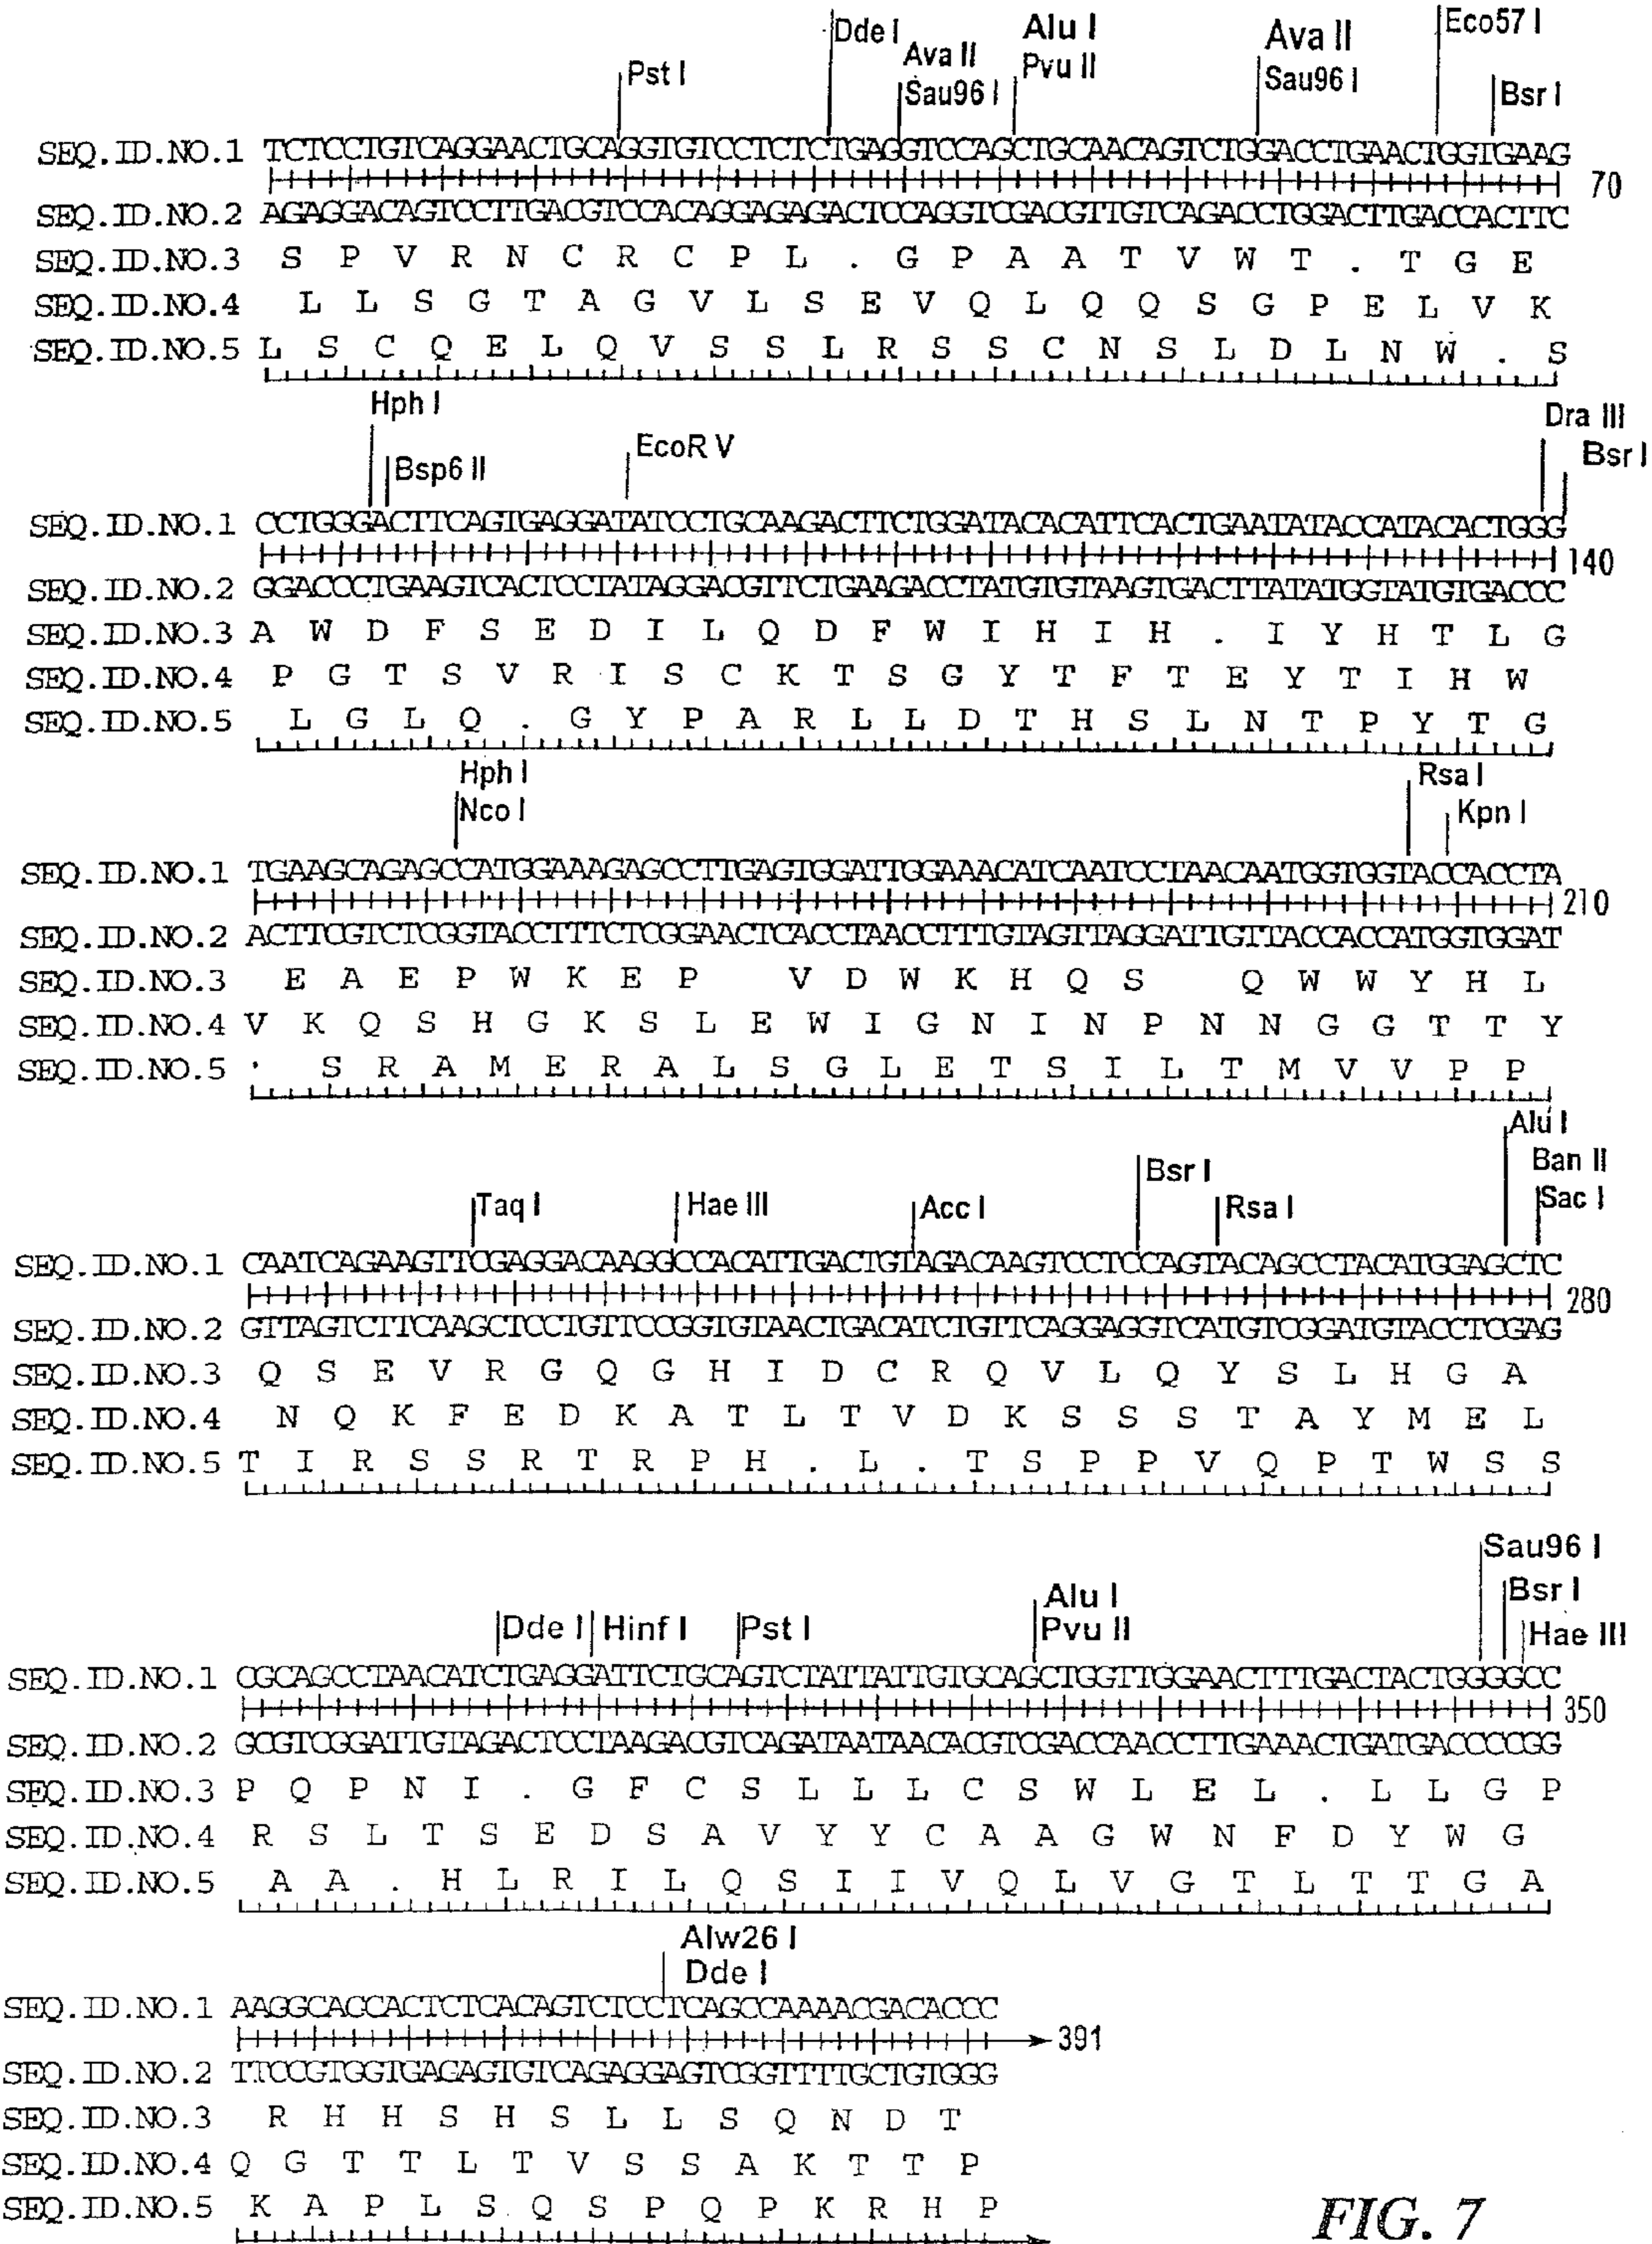 Dde I Alu I Ava II Eco57 I
Pst I Ava II Pvu II Sau96 I Bsr I
Sau96 I
SEQ.ID.NO.1 TCTCCTGTCAGGAACTGCAGGTGTCCTCTCTGAGGTCCAGCTGCAACAGTCTGGACCTGAACTGGTGAAG
70
SEQ.ID.NO.2 AGAGGACAGTCCTTGACGTCCACAGGAGAGACTCCAGGTCGACGTTGTCAGACCTGGACTTGACCACTTC
SEQ.ID.NO.3 S P V R N C R C P L . G P A A T V W T . T G E
SEQ.ID.NO.4 L L S G T A G V L S E V Q L Q Q S G P E L V K
SEQ.ID.NO.5 L S C Q E L Q V S S L R S S C N S L D L N W . S
Hph I Dra III
Bsp6 II EcoR V Bsr I
SEQ.ID.NO.1 CCTGGGACTTCAGTGAGGATATCCTGCAAGACTTCTGGATACACATTCACTGAATATACCATACACTGGG
140
SEQ.ID.NO.2 GGACCCTGAAGTCACTCCTATAGGACGTTCTGAAGACCTATGTGTAAGTGACTTATATGGTATGTGACCC
SEQ.ID.NO.3 A W D F S E D I L Q D F W I H I H . I Y H T L G
SEQ.ID.NO.4 P G T S V R I S C K T S G Y T F T E Y T I H W
SEQ.ID.NO.5 L G L Q . G Y P A R L L D T H S L N T P Y T G
Hph I Rsa I
Nco I Kpn I
SEQ.ID.NO.1 TGAAGCAGAGCCATGGAAAGAGCCTTGAGTGGATTGGAAACATCAATCCTAACAATGGTGGTACCACCTA
210
SEQ.ID.NO.2 ACTTCGTCTCGGTACCTTTCTCGGAACTCACCTAACCTTTGTAGTTAGGATTGTTACCACCATGGTGGAT
SEQ.ID.NO.3 E A E P W K E P V D W K H Q S Q W W Y H L
SEQ.ID.NO.4 V K Q S H G K S L E W I G N I N P N N G G T T Y
SEQ.ID.NO.5 . S R A M E R A L S G L E T S I L T M V V P P
Alu I
Bsr I Ban II
Taq I Hae III Acc I Rsa I Sac I
SEQ.ID.NO.1 CAATCAGAAGTTCGAGGACAAGGCCACATTGACTGTAGACAAGTCCTCCAGTACAGCCTACATGGAGCTC
280
SEQ.ID.NO.2 GTTAGTCTTCAAGCTCCTGTTCCGGTGTAACTGACATCTGTTCAGGAGGTCATGTCGGATGTACCTCGAG
SEQ.ID.NO.3 Q S E V R G Q G H I D C R Q V L Q Y S L H G A
SEQ.ID.NO.4 N Q K F E D K A T L T V D K S S S T A Y M E L
SEQ.ID.NO.5 T I R S S R T R P H . L . T S P P V Q P T W S S
Sau96 I
Alu I Bsr I
Dde I Hinf I Pst I Pvu II Hae III
SEQ.ID.NO.1 CGCAGCCTAACATCTGAGGATTCTGCAGTCTATTATTGTGCAGCTGGTTGGAACTTTGACTACTGGGGCC
350
SEQ.ID.NO.2 GCGTCGGATTGTAGACTCCTAAGACGTCAGATAATAACACGTCGACCAACCTTGAAACTGATGACCCCGG
SEQ.ID.NO.3 P Q P N I . G F C S L L L C S W L E L . L L G P
SEQ.ID.NO.4 R S L T S E D S A V Y Y C A A G W N F D Y W G
SEQ.ID.NO.5 A A . H L R I L Q S I I V Q L V G T L T T G A
Alw26 I
Dde I
SEQ.ID.NO.1 AAGGCACCACTCTCACAGTCTCCTCAGCCAAAACGACACCC
391
SEQ.ID.NO.2 TTCCGTGGTGAGAGTGTCAGAGGAGTCGGTTTTGCTGTGGG
SEQ.ID.NO.3 R H H S H S L L S Q N D T
SEQ.ID.NO.4 Q G T T L T V S S A K T T P
SEQ.ID.NO.5 K A P L S Q S P Q P K R H P
FIG. 7